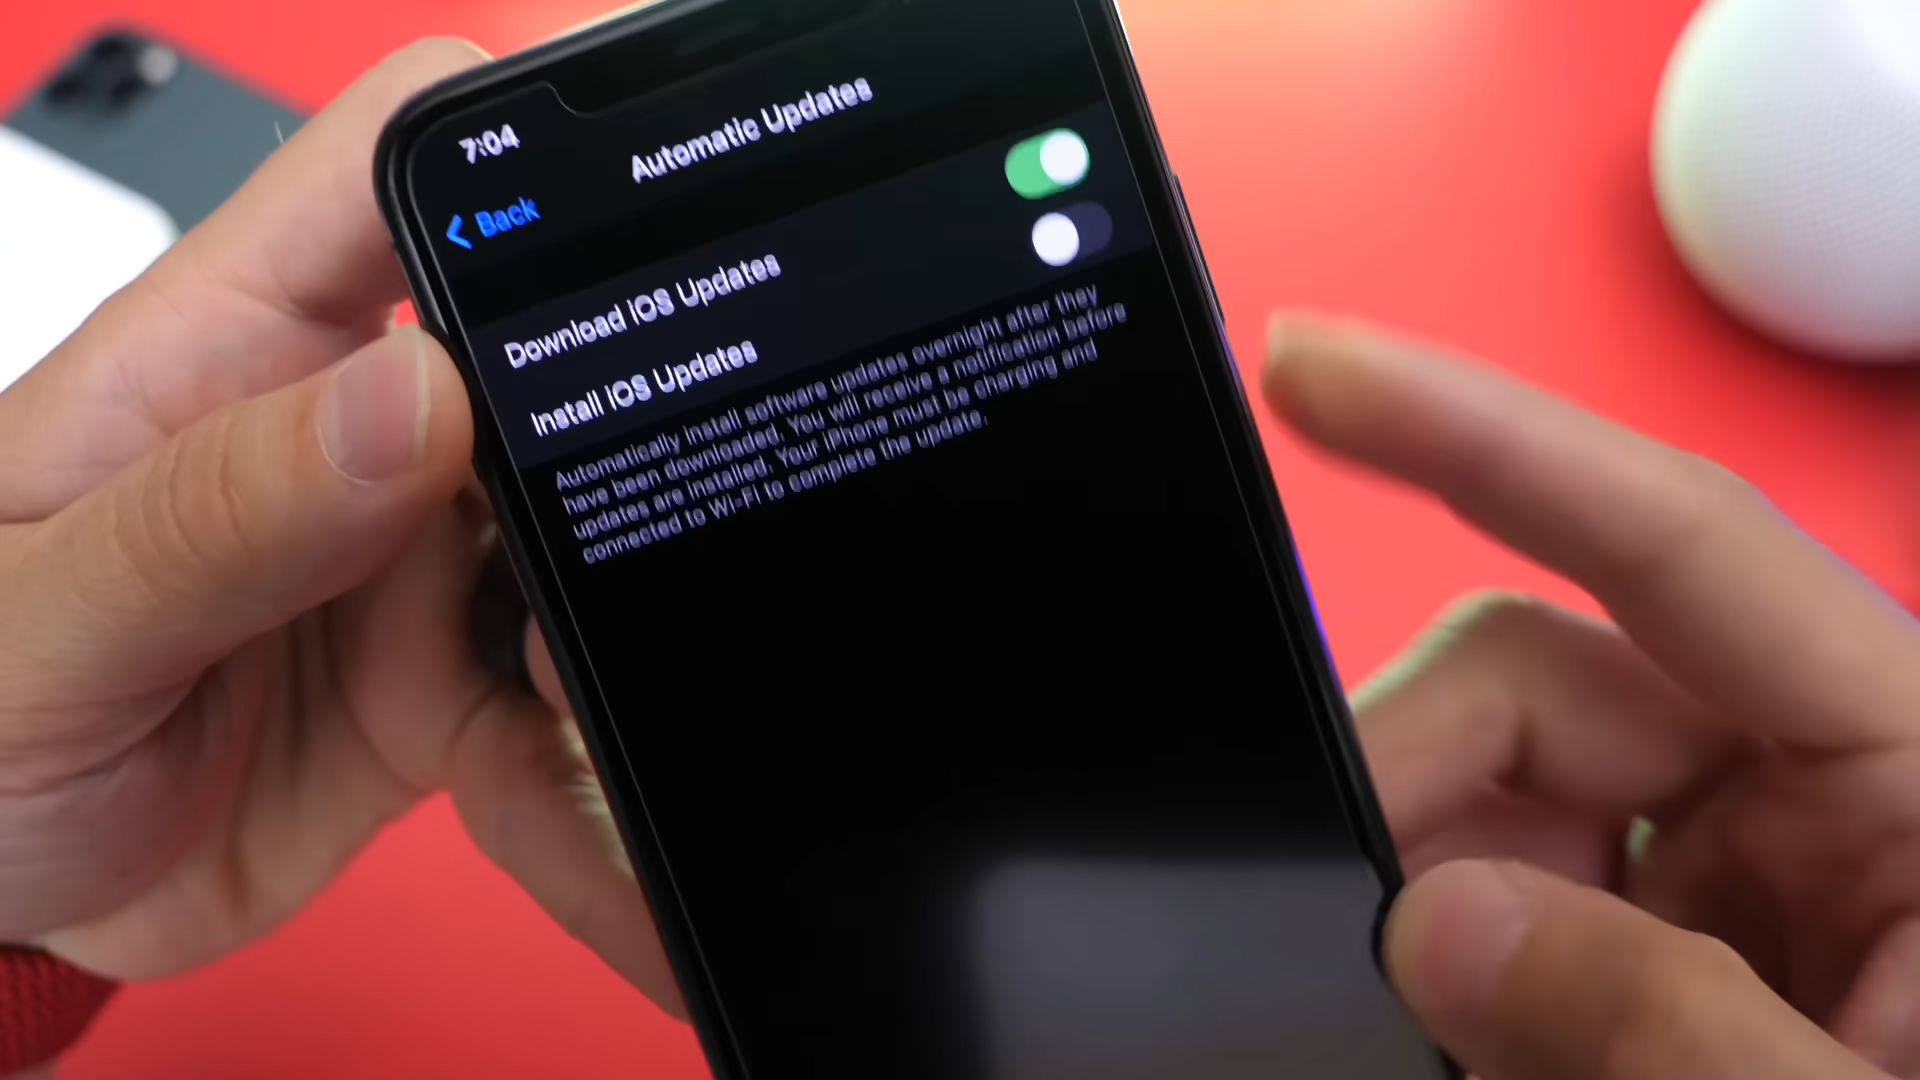 7:04
Back
Automatic Updates
Download iOS Updates
Install iOS Updates
Automatically install software updates overnight after they
have been downloaded. You will receive a notification before
updates are installed. Your iPhone must be charging and
connected to Wi-Fi to complete the update.